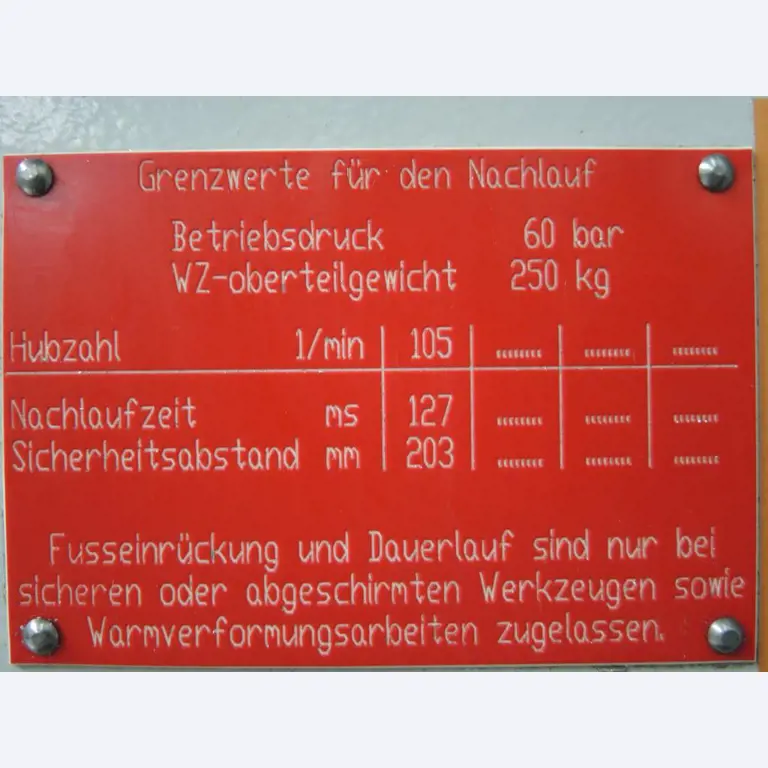 Grenzwerte für den Nachlauf
Betriebsdruck 60 bar
WZ-oberteilgewicht 250 kg
Hubzahl 1/min 105 ........ ........ ........
Nachlaufzeit ms 127 ........ ........ ........
Sicherheitsabstand mm 203 ........ ........ ........
Fusseinrückung und Dauerlauf sind nur bei
sicheren oder abgeschirmten Werkzeugen sowie
Warmverformungsarbeiten zugelassen.